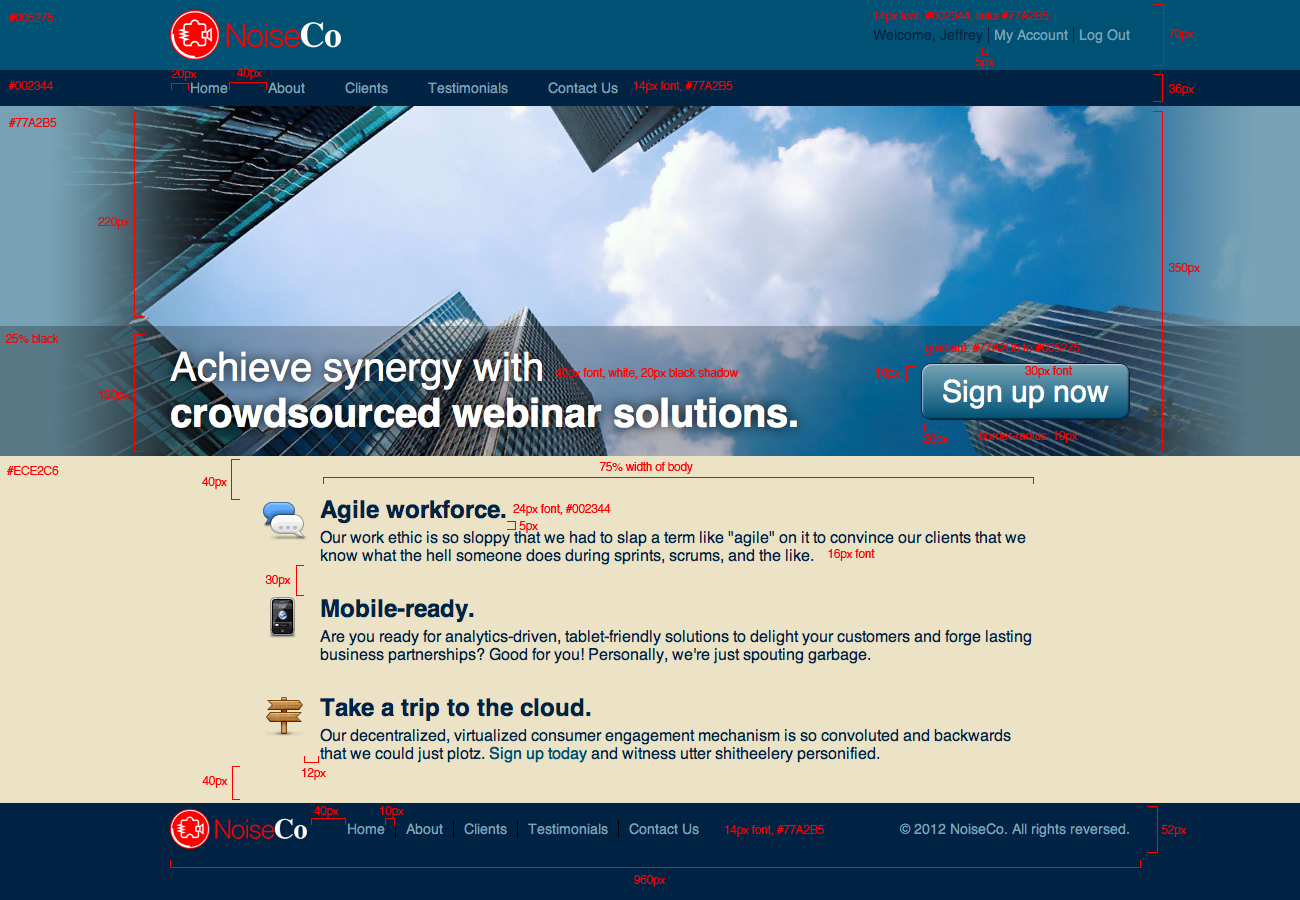 #005275
NoiseCo
14px font, #002344, links #77A2B5
Welcome, Jeffrey | My Account | Log Out
70px
5px
#002344
20px
40px
Home About Clients Testimonials Contact Us
14px font, #77A2B5
36px
#77A2B5
220px
350px
25% black
130px
Achieve synergy with
40px font, white, 20px black shadow
crowdsourced webinar solutions.
gradient: #77A2B5 to #005275
10px
30px font
Sign up now
20px
border-radius: 10px
#ECE2C6
40px
75% width of body
Agile workforce.
24px font, #002344
5px
Our work ethic is so sloppy that we had to slap a term like "agile" on it to convince our clients that we
know what the hell someone does during sprints, scrums, and the like.
16px font
30px
Mobile-ready.
Are you ready for analytics-driven, tablet-friendly solutions to delight your customers and forge lasting
business partnerships? Good for you! Personally, we're just spouting garbage.
Take a trip to the cloud.
Our decentralized, virtualized consumer engagement mechanism is so convoluted and backwards
that we could just plotz. Sign up today and witness utter shitheelery personified.
12px
40px
NoiseCo
40px
10px
Home | About | Clients | Testimonials | Contact Us
14px font, #77A2B5
© 2012 NoiseCo. All rights reversed.
52px
960px